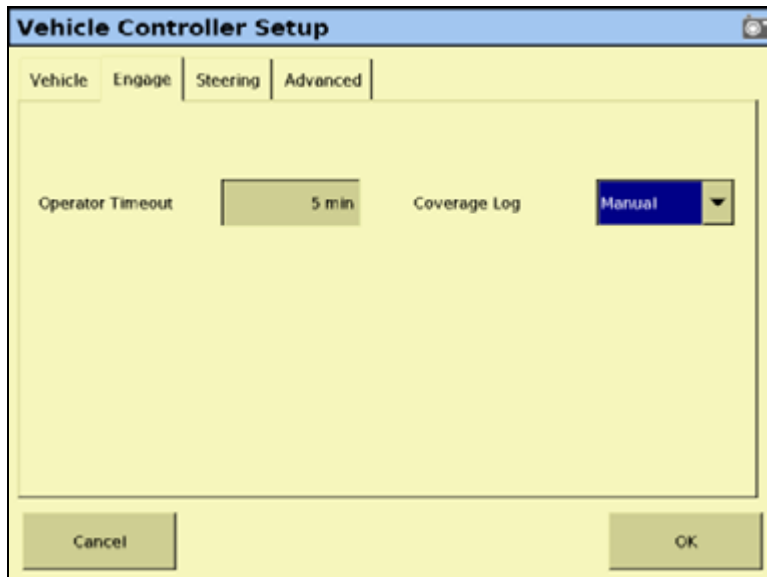 Vehicle Controller Setup
Vehicle Engage Steering Advanced
Operator Timeout 5 min Coverage Log Manual
Cancel OK